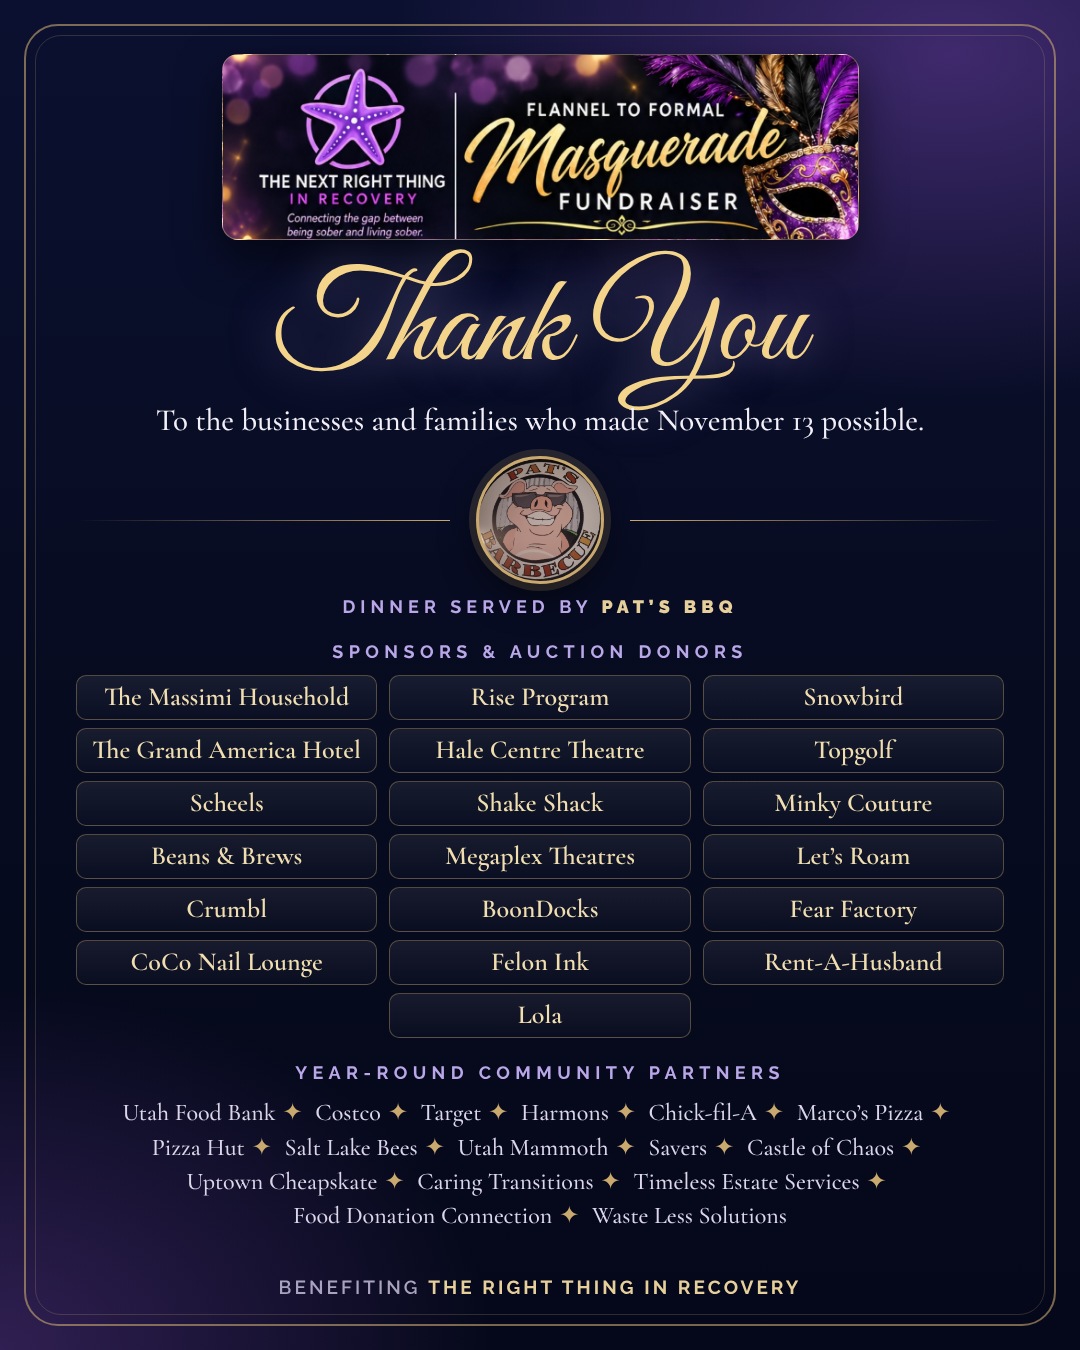 THE NEXT RIGHT THING
IN RECOVERY
Connecting the gap between
being sober and living sober.
FLANNEL TO FORMAL
Masquerade
FUNDRAISER
Thank You
To the businesses and families who made November 13 possible.
PAT'S
BARBECUE
DINNER SERVED BY PAT'S BBQ
SPONSORS & AUCTION DONORS
The Massimi Household
Rise Program
Snowbird
The Grand America Hotel
Hale Centre Theatre
Topgolf
Scheels
Shake Shack
Minky Couture
Beans & Brews
Megaplex Theatres
Let’s Roam
Crumbl
BoonDocks
Fear Factory
CoCo Nail Lounge
Felon Ink
Rent-A-Husband
Lola
YEAR-ROUND COMMUNITY PARTNERS
Utah Food Bank ✦ Costco ✦ Target ✦ Harmons ✦ Chick-fil-A ✦ Marco’s Pizza ✦
Pizza Hut ✦ Salt Lake Bees ✦ Utah Mammoth ✦ Savers ✦ Castle of Chaos ✦
Uptown Cheapskate ✦ Caring Transitions ✦ Timeless Estate Services ✦
Food Donation Connection ✦ Waste Less Solutions
BENEFITING THE RIGHT THING IN RECOVERY